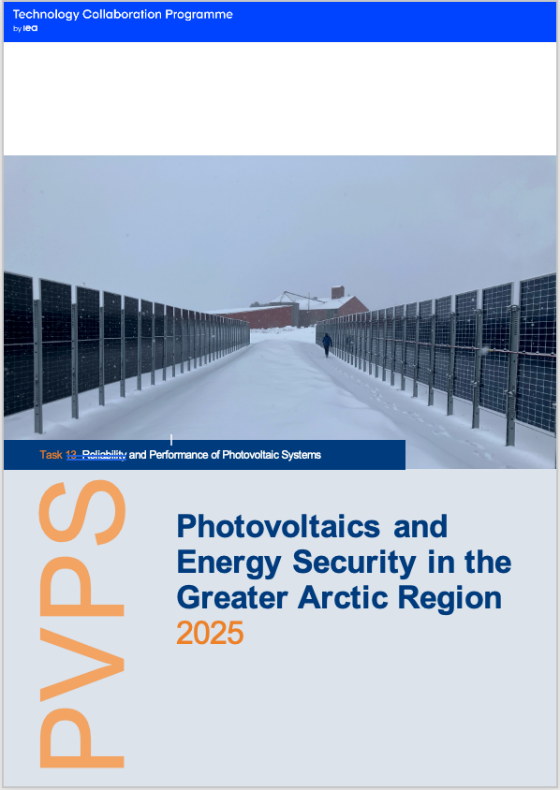 Technology Collaboration Programme
by iea
Task 13 Reliability and Performance of Photovoltaic Systems
PVPS
Photovoltaics and
Energy Security in the
Greater Arctic Region
2025